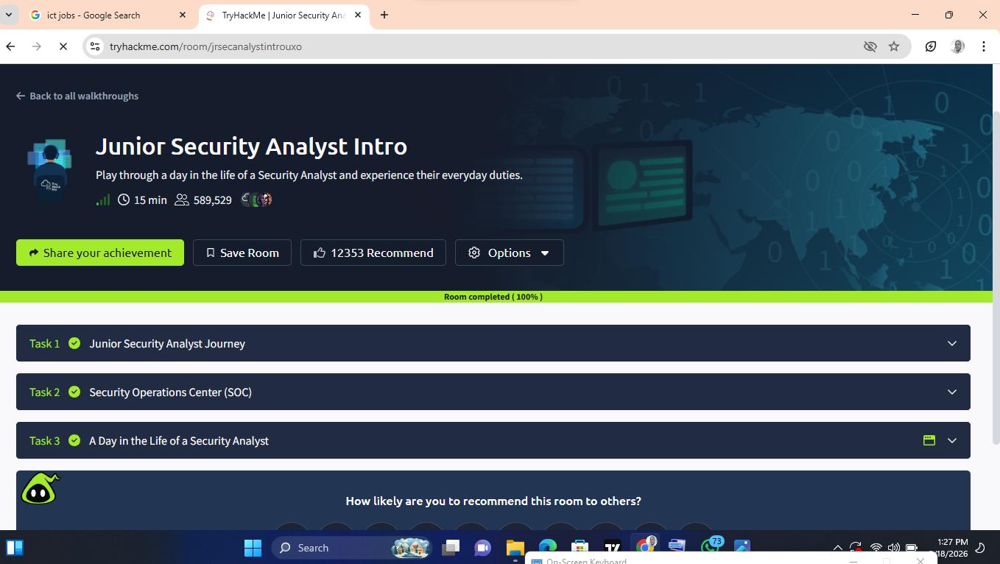 ict jobs - Google Search
TryHackMe | Junior Security Ana
tryhackme.com/room/jrsecanalystintrouxo
Back to all walkthroughs
Junior Security Analyst Intro
Play through a day in the life of a Security Analyst and experience their everyday duties.
15 min 589,529
Share your achievement Save Room 12353 Recommend Options
Room completed ( 100% )
Task 1 Junior Security Analyst Journey
Task 2 Security Operations Center (SOC)
Task 3 A Day in the Life of a Security Analyst
How likely are you to recommend this room to others?
Search
73
1:27 PM
/18/2026
On-Screen Keyboard